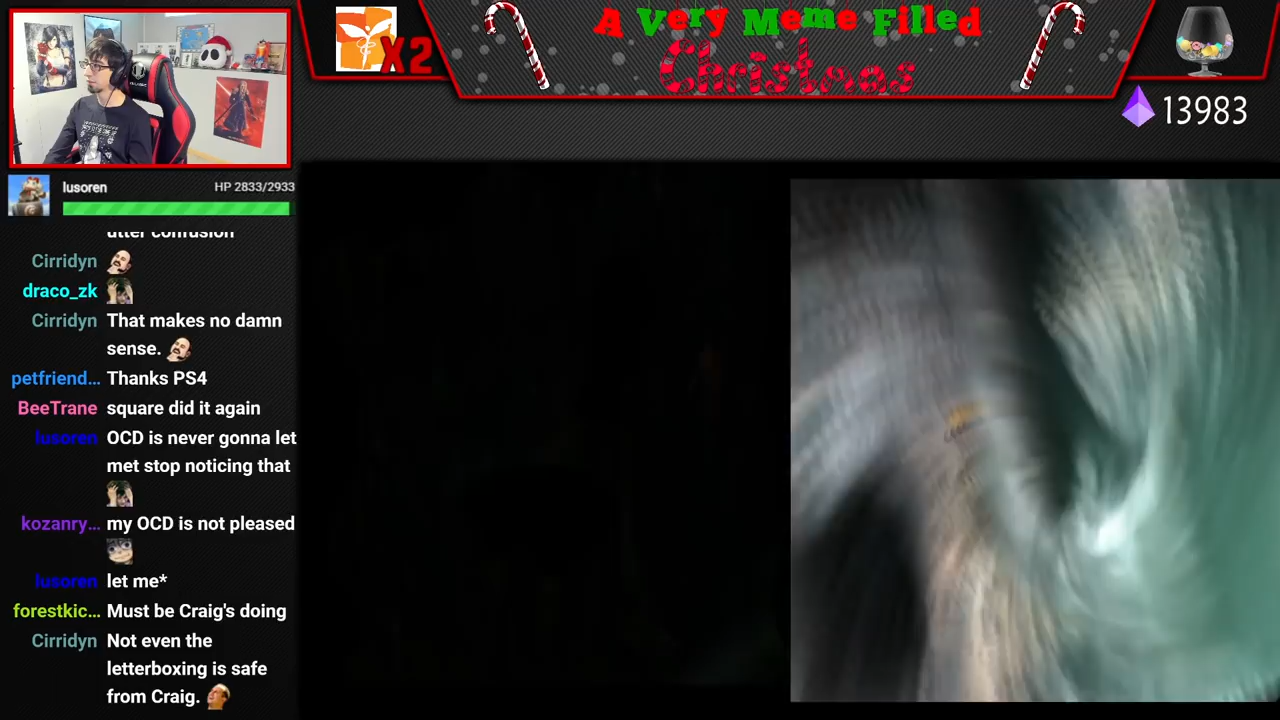 A Very Meme Filled
Christmas
X2
13983
lusoren HP 2833/2933
utter confusion
Cirridyn
draco_zk
Cirridyn That makes no damn
sense.
petfriend… Thanks PS4
BeeTrane square did it again
lusoren OCD is never gonna let
met stop noticing that
kozanry… my OCD is not pleased
lusoren let me*
forestkic… Must be Craig's doing
Cirridyn Not even the
letterboxing is safe
from Craig.